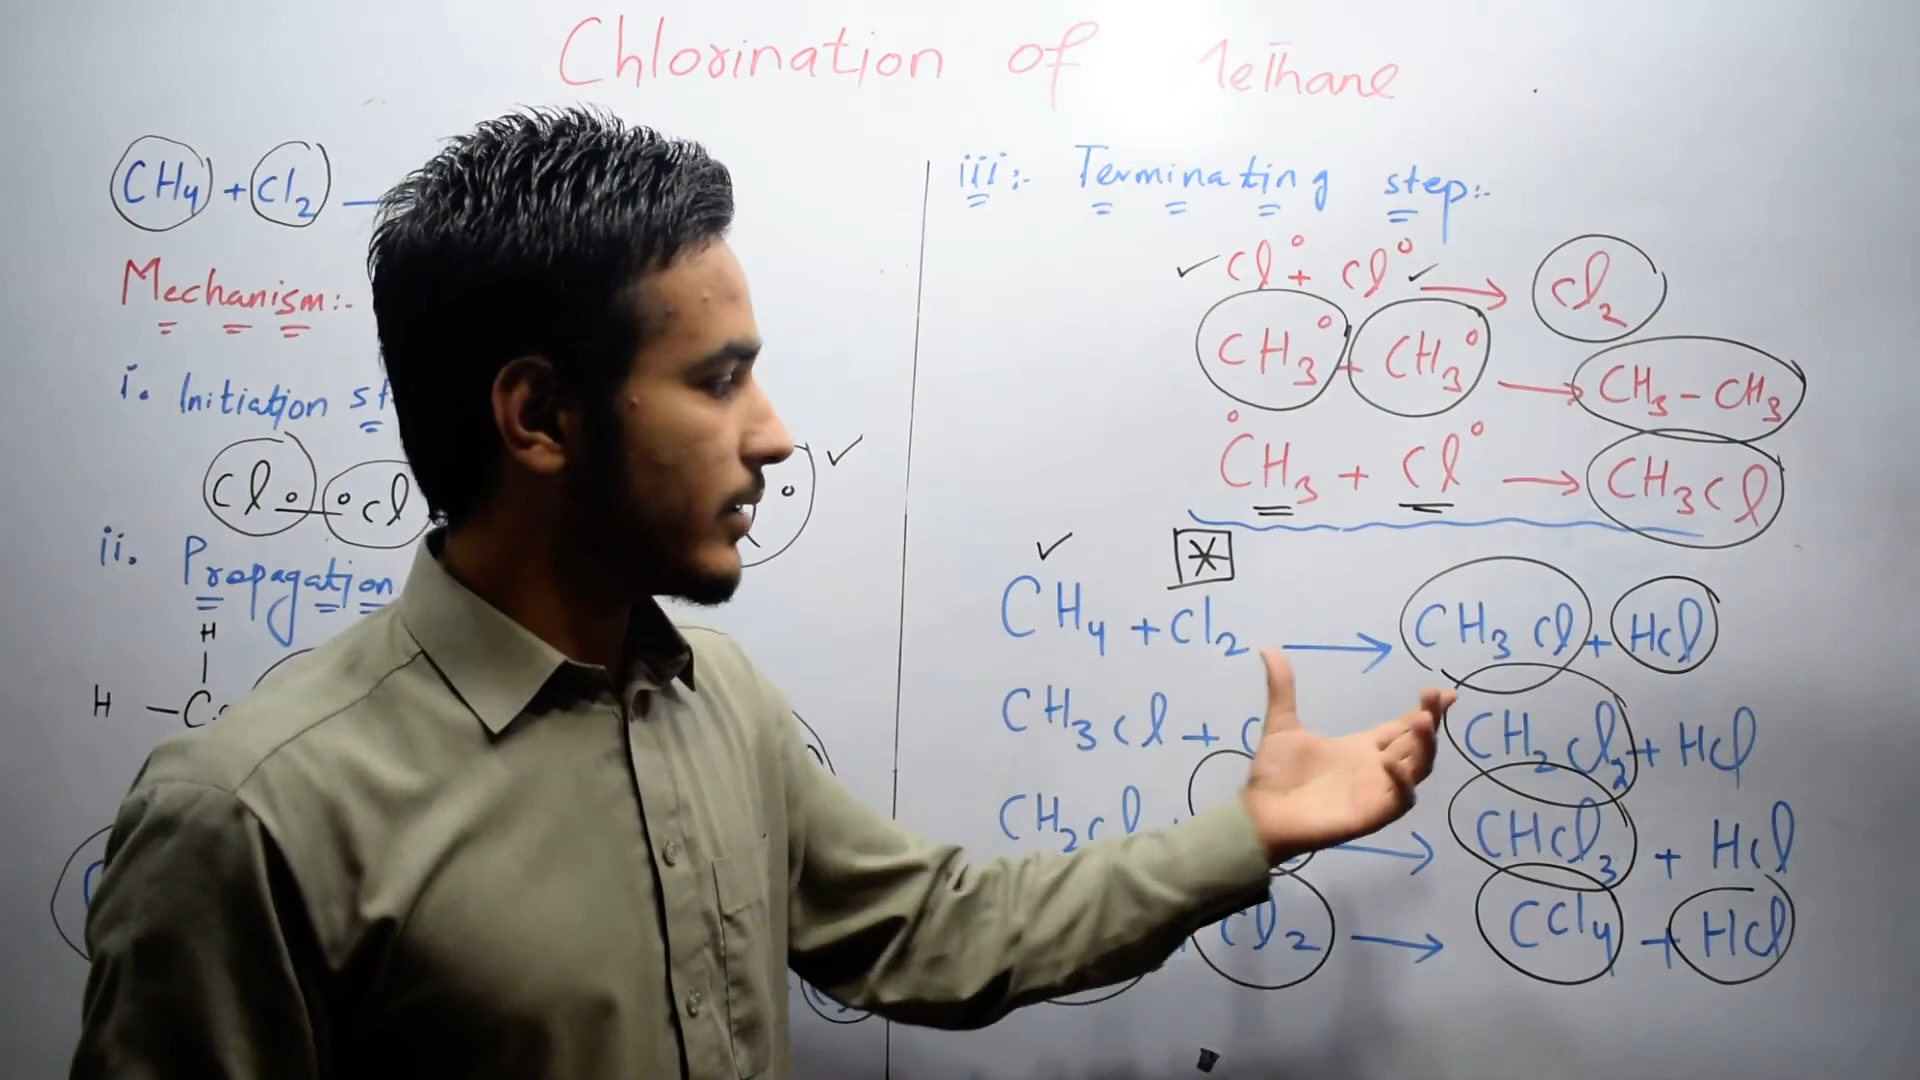 Chlorination of Methane
CH4 + Cl2
Mechanism:-
i. Initiation
Cl° °Cl
ii. Propagation
H
H — C
iii:- Terminating step:-
Cl° + Cl° → Cl2
CH3° + CH3° → CH3 - CH3
°CH3 + Cl° → CH3Cl
*
CH4 + Cl2 → CH3Cl + HCl
CH3Cl + CH2Cl2 + HCl
CH2Cl → CHCl3 + HCl
Cl2 → CCl4 + HCl